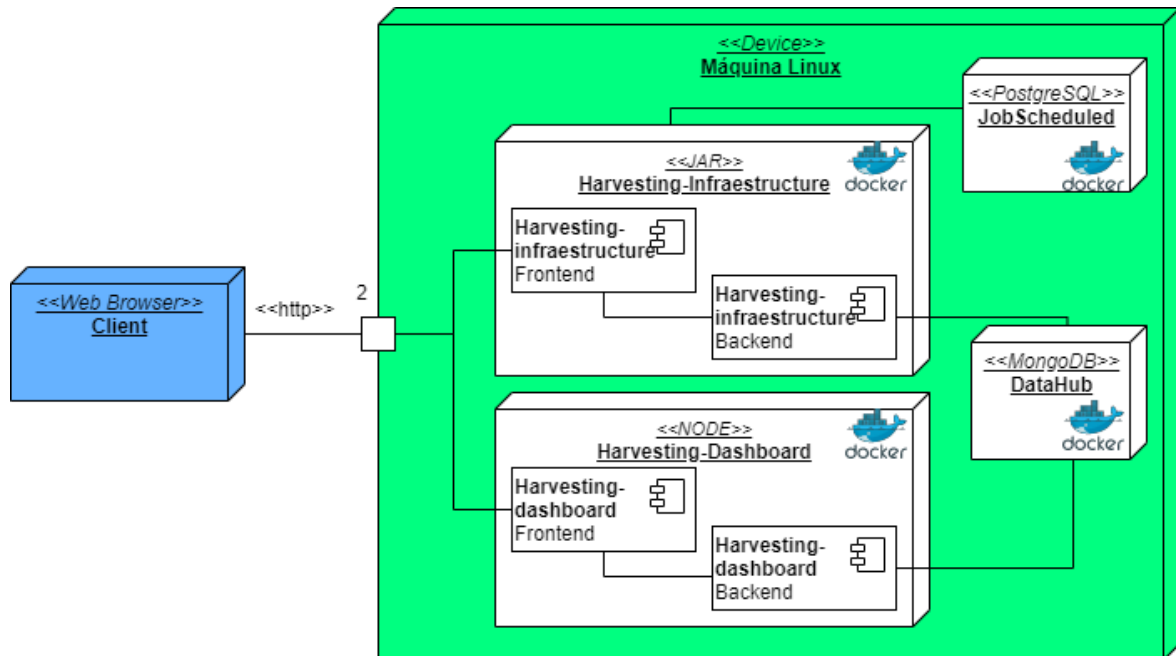 <<Device>>
Máquina Linux
<<PostgreSQL>>
JobScheduled
docker
<<JAR>>
Harvesting-Infraestructure
docker
Harvesting-
infraestructure
Frontend
Harvesting-
infraestructure
Backend
<<Web Browser>>
Client
<<http>>
2
<<MongoDB>>
DataHub
docker
<<NODE>>
Harvesting-Dashboard
docker
Harvesting-
dashboard
Frontend
Harvesting-
dashboard
Backend